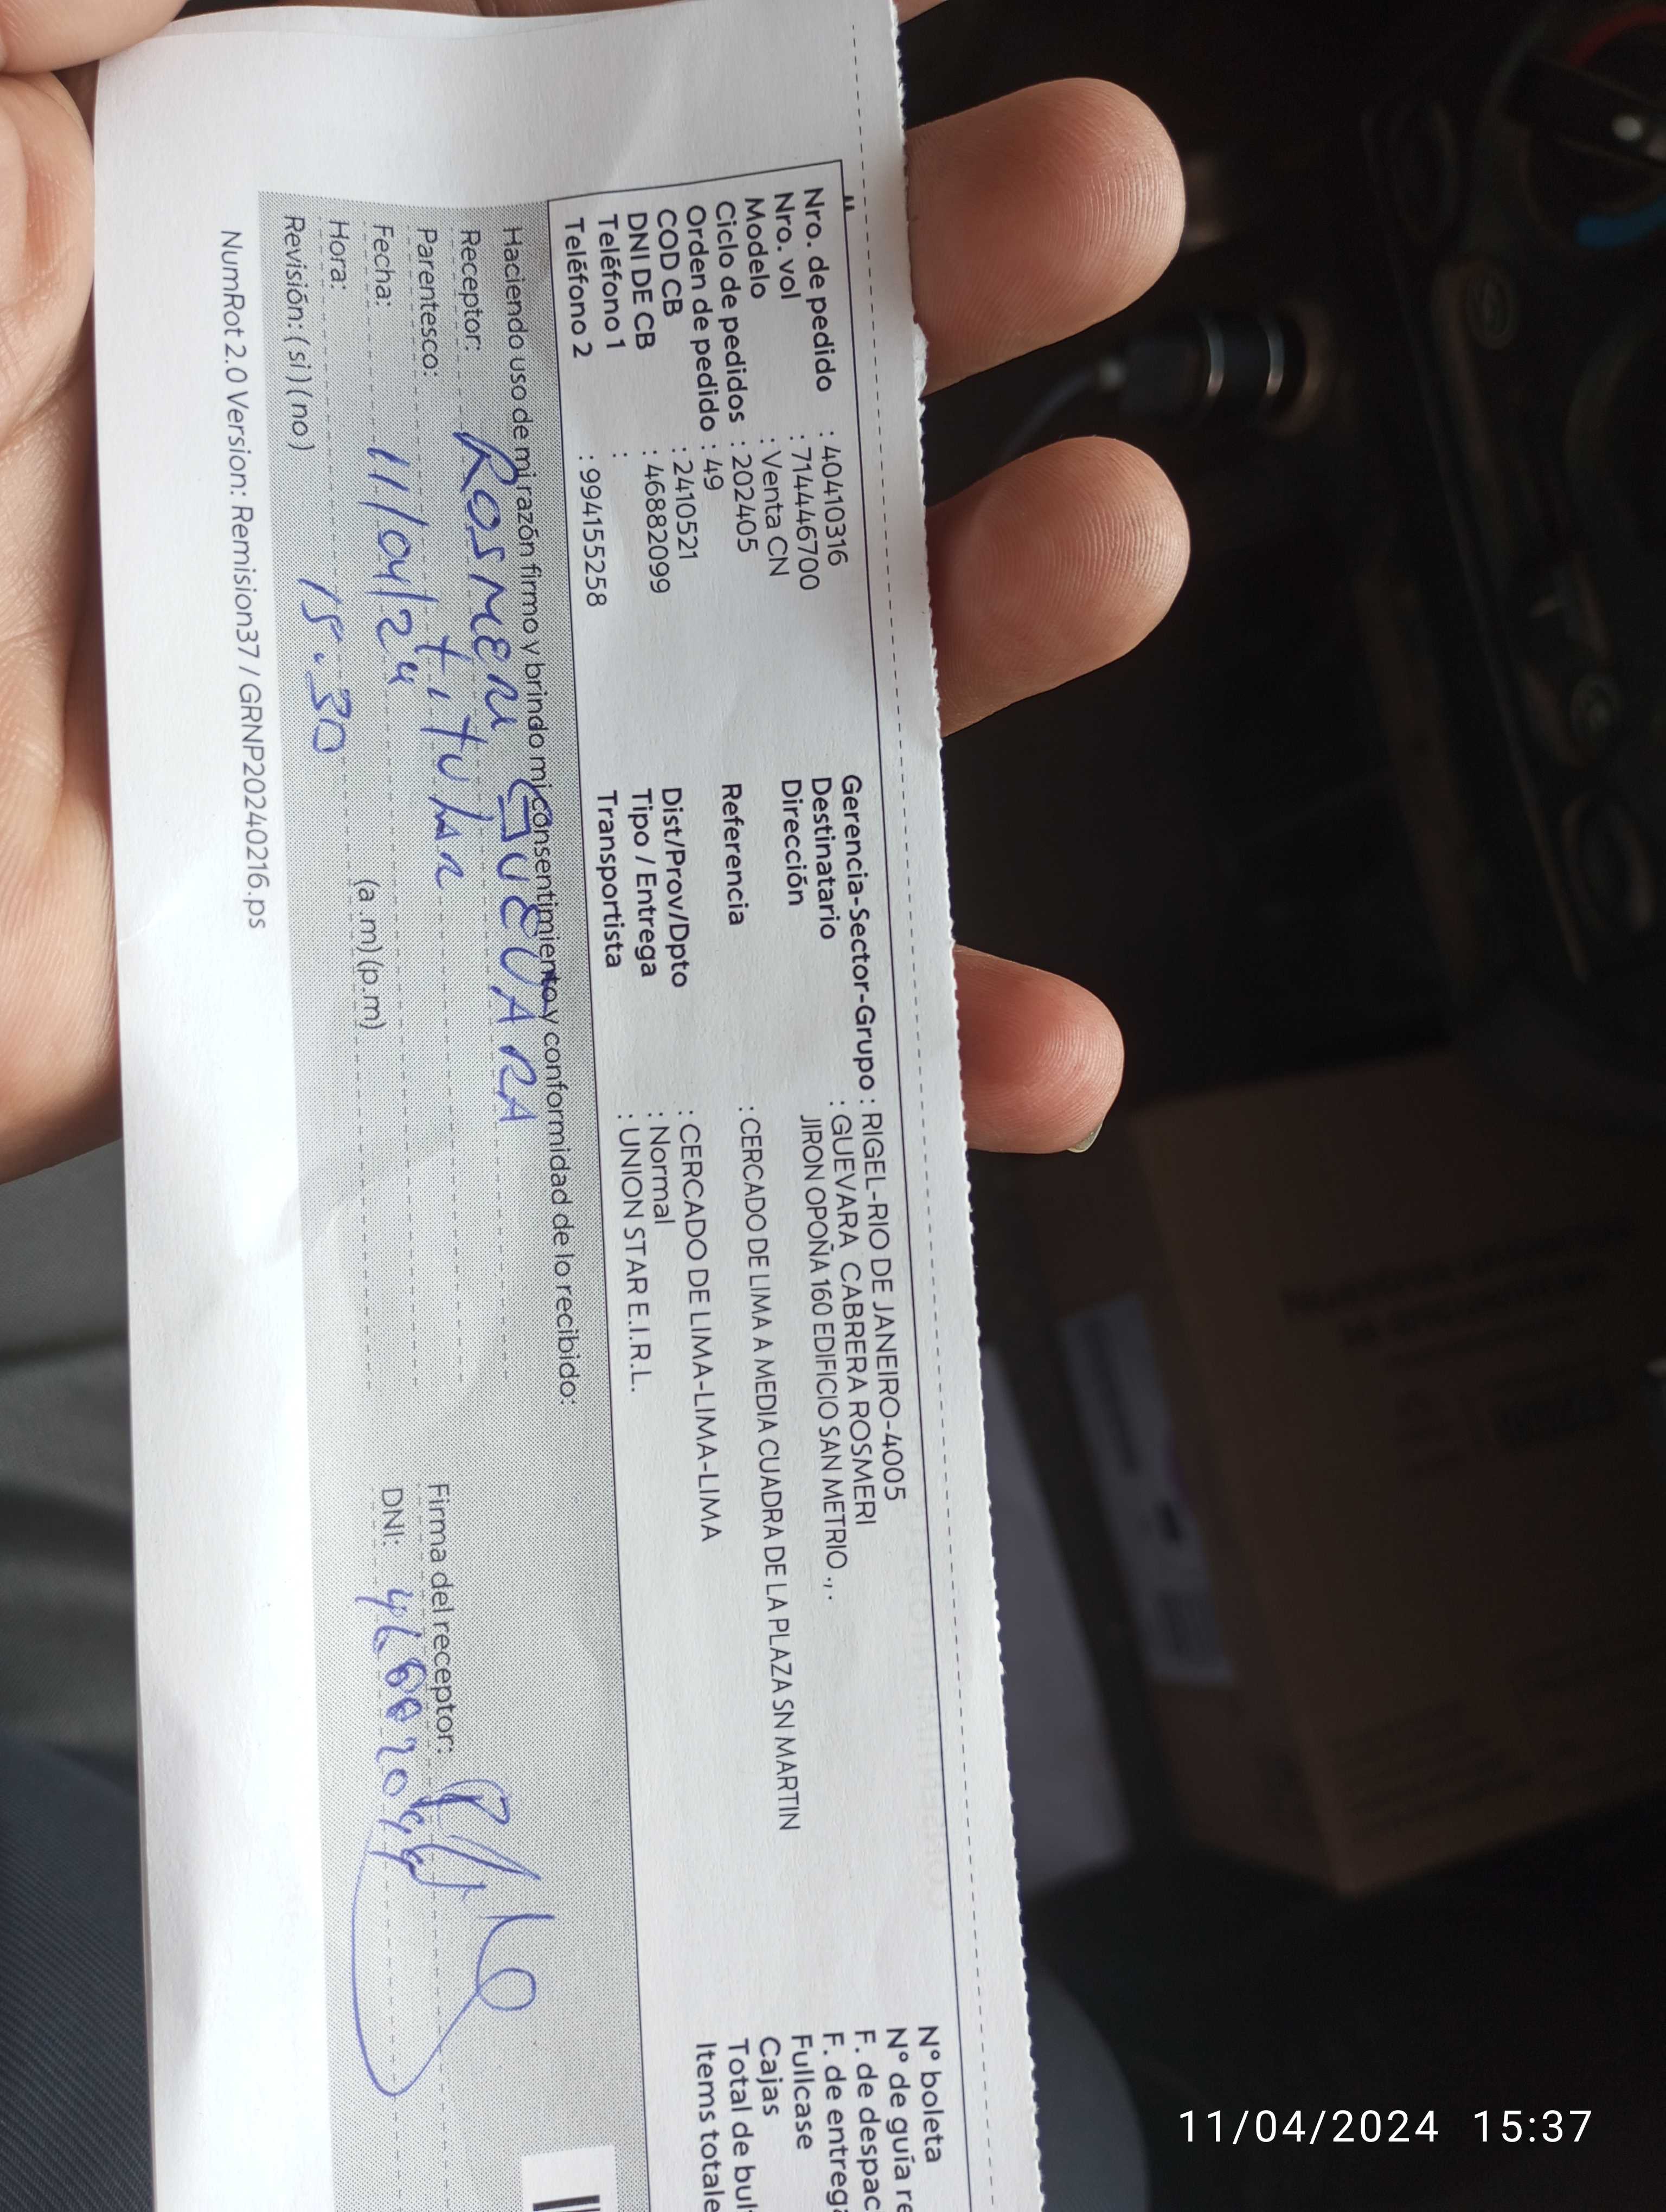 Nro. de pedido : 40410316
Nro. vol : 7144467​00
Modelo : Venta CN
Ciclo de pedidos : 202405
Orden de pedido : 49
COD CB : 2410521
DNI DE CB : 46882099
Teléfono 1 :
Teléfono 2 : 994155258
Gerencia-Sector-Grupo : RIGEL-RIO DE JANEIRO-4005
Destinatario : GUEVARA CABRERA ROSMERI
Dirección JIRON OPOÑA 160 EDIFICIO SAN METRIO ., .
Referencia : CERCADO DE LIMA A MEDIA CUADRA DE LA PLAZA SN MARTIN
Dist/Prov/Dpto : CERCADO DE LIMA-LIMA-LIMA
Tipo / Entrega : Normal
Transportista : UNION STAR E.I.R.L.
N° boleta
N° de guía re
F. de despac
F. de entrega
Fullcase
Cajas
Total de bul
Items totale
Haciendo uso de mi razón firmo y brindo mi consentimiento y conformidad de lo recibido:
Receptor: ROSMERI GUEVARA
Parentesco: titular
Fecha: 11/04/24
Hora: 15.30 (a .m) (p.m)
Revisión: ( si ) ( no )
Firma del receptor:
DNI: 46882099
NumRot 2.0 Version: Remision37 / GRNP20240216.ps
11/04/2024 15:37